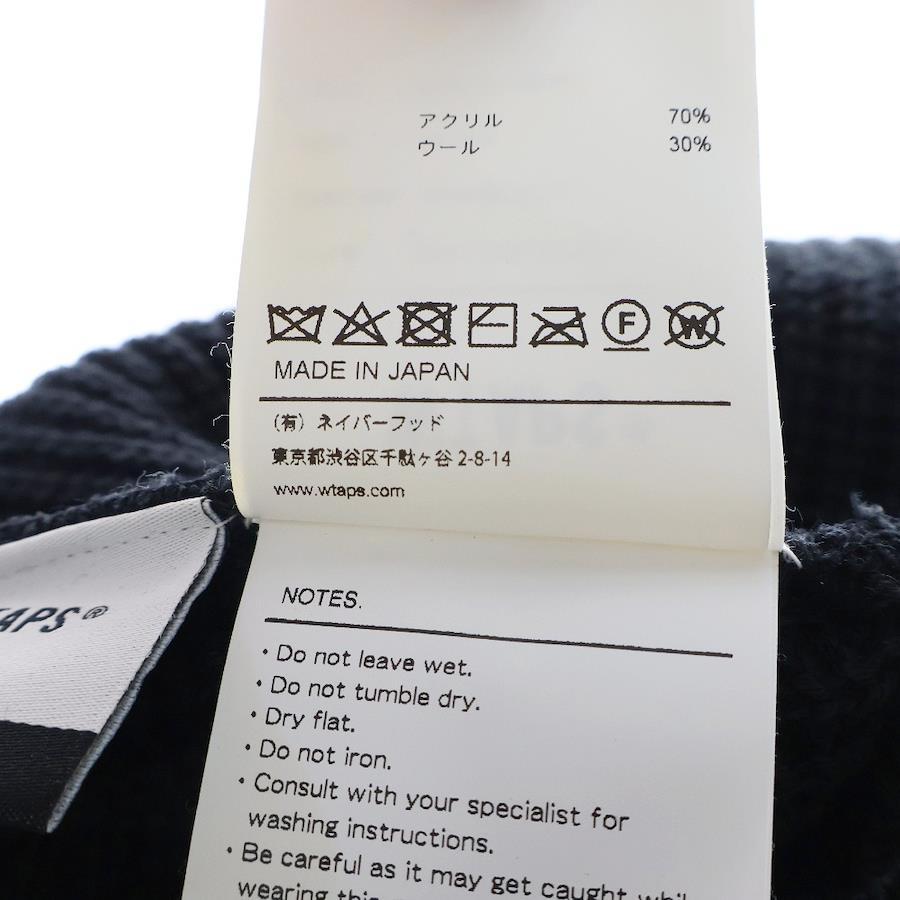 アクリル 70%
ウール 30%
F W
MADE IN JAPAN
(有) ネイバーフッド
東京都渋谷区千駄ヶ谷 2-8-14
www.wtaps.com
TAPS®
NOTES.
・Do not leave wet.
・Do not tumble dry.
・Dry flat.
・Do not iron.
・Consult with your specialist for
washing instructions.
・Be careful as it may get caught whil
wearing this